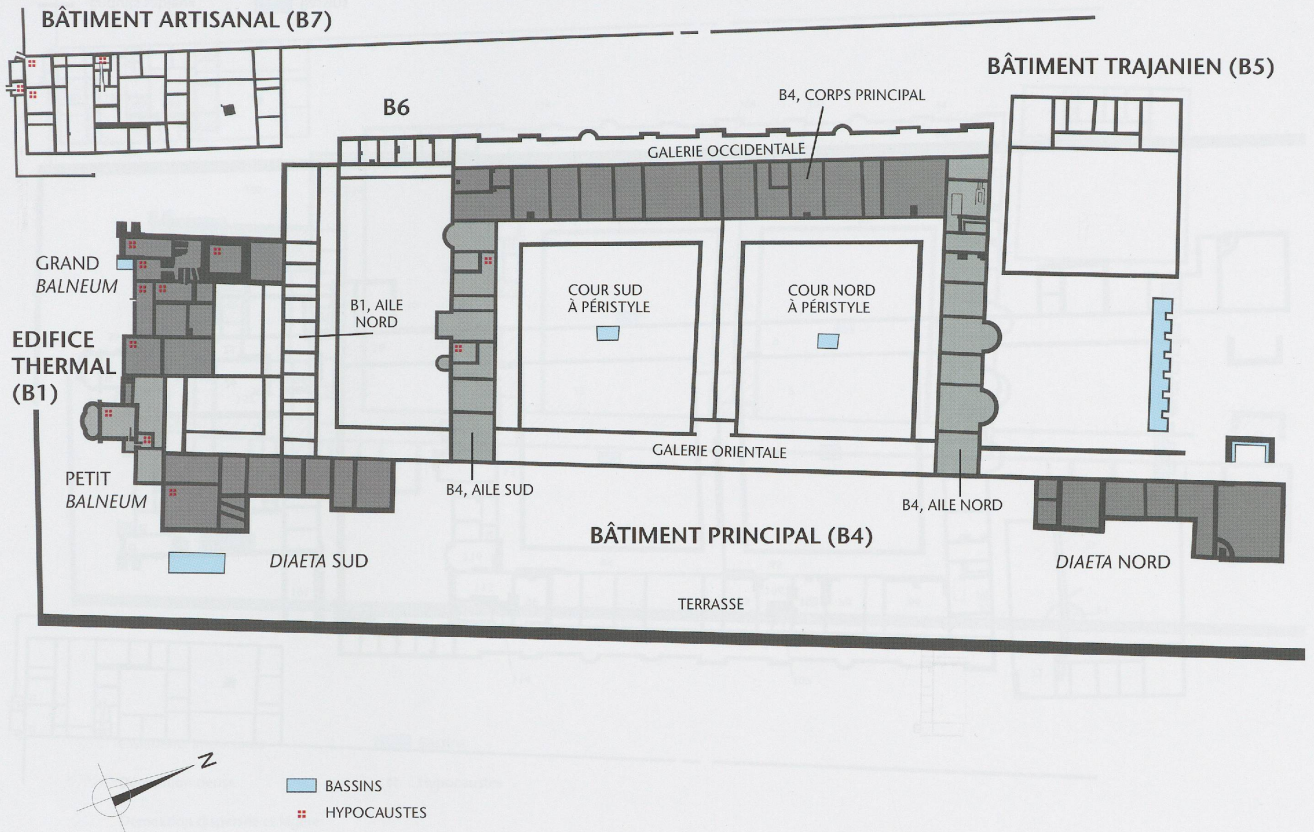 BÂTIMENT ARTISANAL (B7)
BÂTIMENT TRAJANIEN (B5)
B6
B4, CORPS PRINCIPAL
GALERIE OCCIDENTALE
GRAND
BALNEUM
B1, AILE
NORD
COUR SUD
À PÉRISTYLE
COUR NORD
À PÉRISTYLE
EDIFICE
THERMAL
(B1)
GALERIE ORIENTALE
PETIT
BALNEUM
B4, AILE SUD
B4, AILE NORD
BÂTIMENT PRINCIPAL (B4)
DIAETA SUD
DIAETA NORD
TERRASSE
N
BASSINS
HYPOCAUSTES